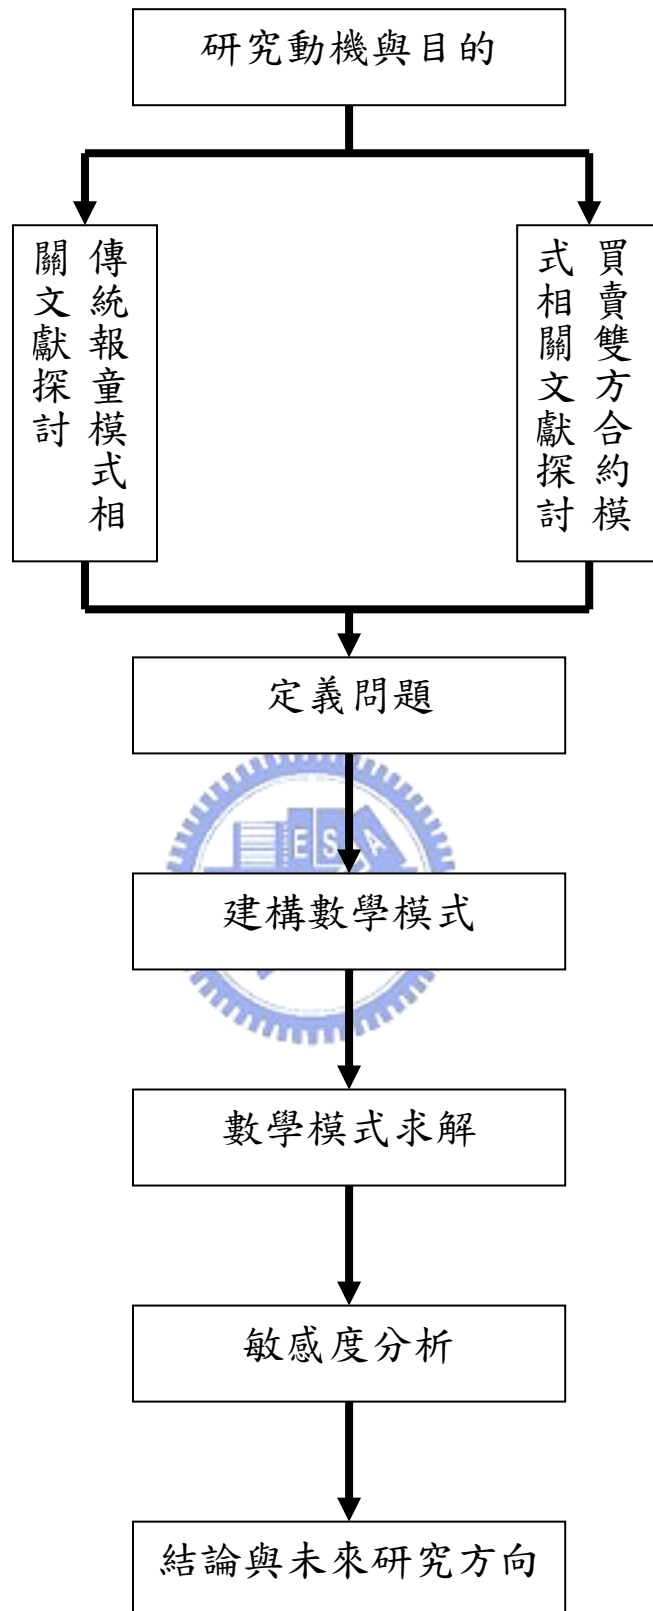 研究動機與目的
傳統報童模式相
關文獻探討
買賣雙方合約模
式相關文獻探討
定義問題
ESA
建構數學模式
數學模式求解
敏感度分析
結論與未來研究方向